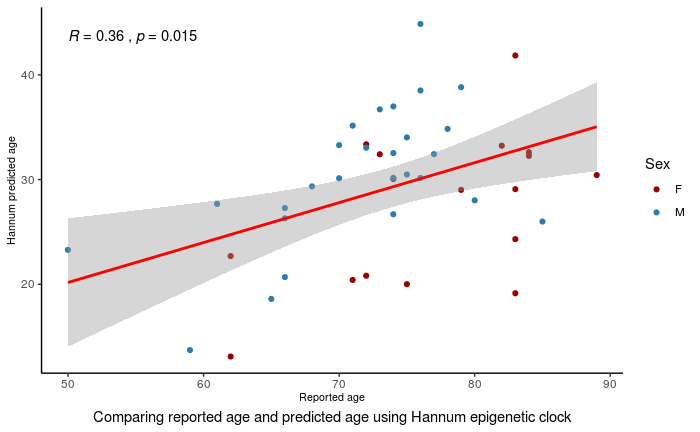 R = 0.36 , p = 0.015
40
30
20
Hannum predicted age
50 60 70 80 90
Reported age
Sex
F
M
Comparing reported age and predicted age using Hannum epigenetic clock